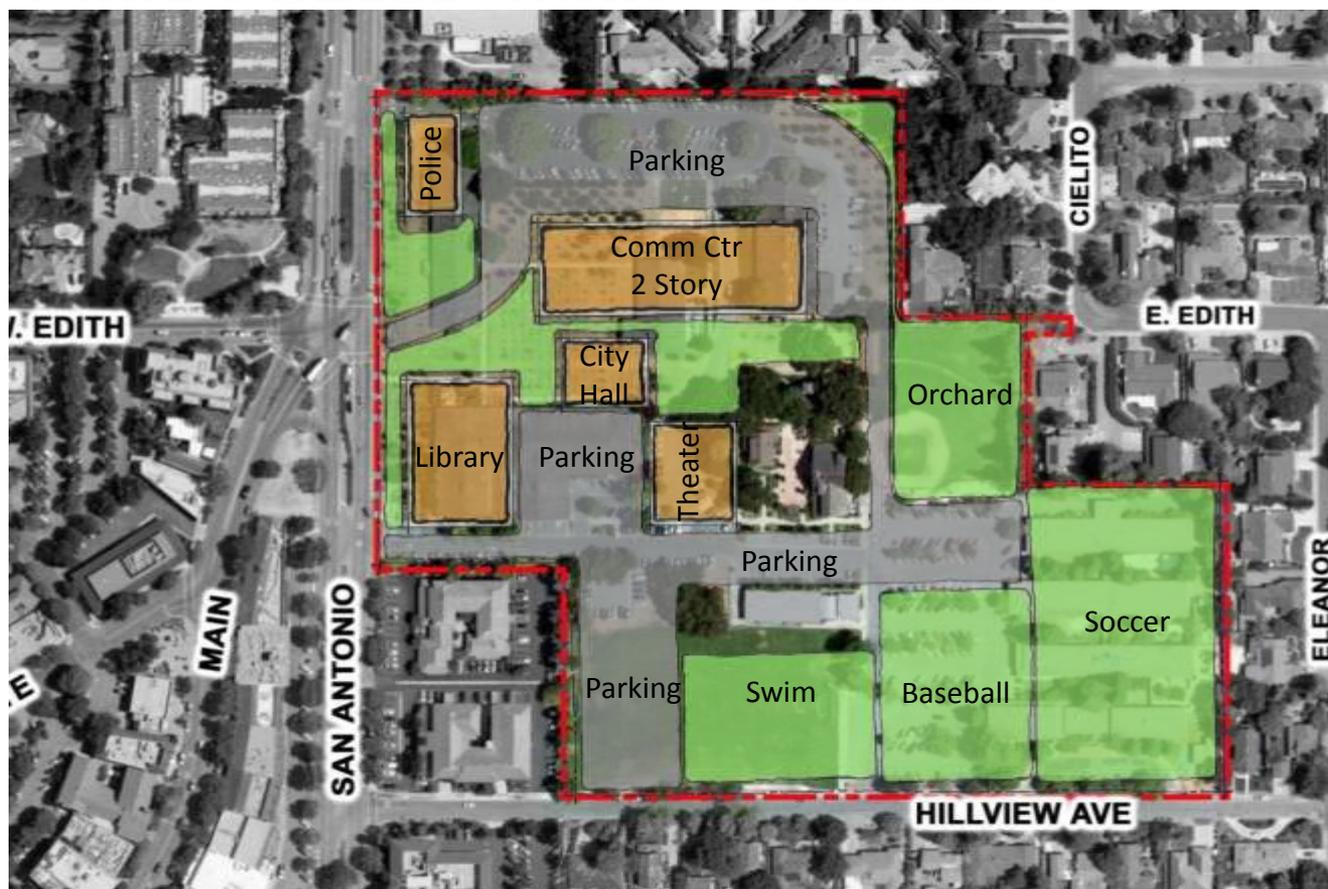 Police
Parking
CIELITO
Comm Ctr
2 Story
. EDITH
E. EDITH
City
Hall
Orchard
Library
Parking
Theater
Parking
MAIN
SAN ANTONIO
ELEANOR
Soccer
Parking
Swim
Baseball
HILLVIEW AVE